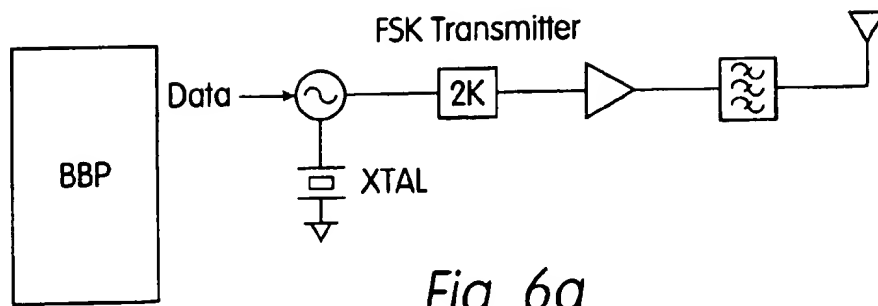 FSK Transmitter
Data
2K
BBP
XTAL
Fig. 6a